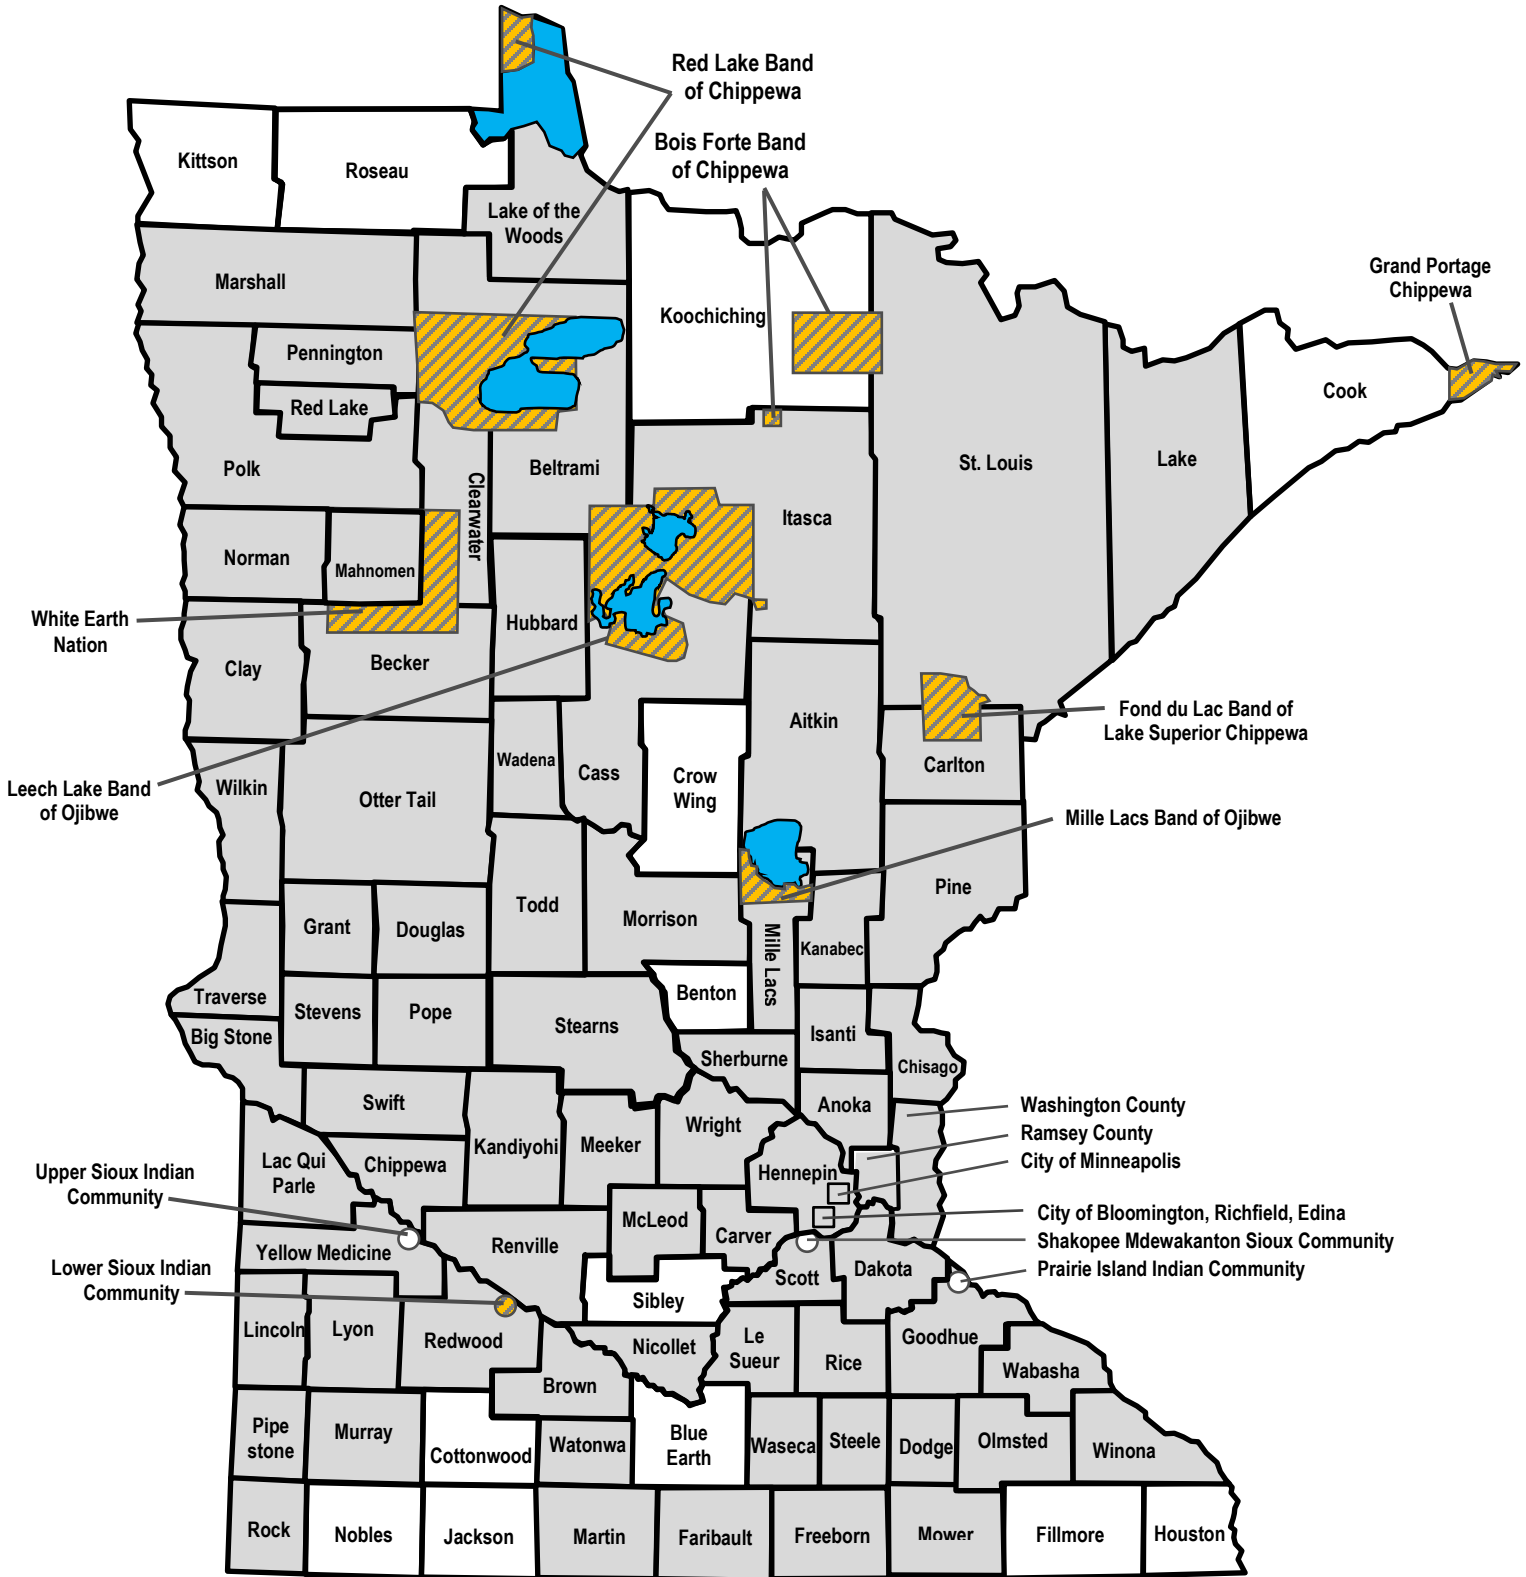 Red Lake Band
of Chippewa
Bois Forte Band
of Chippewa
Kittson
Roseau
Lake of the
Woods
Marshall
Koochiching
Grand Portage
Chippewa
Pennington
Red Lake
Cook
Polk
Beltrami
Clearwater
St. Louis
Lake
Itasca
Norman
Mahnomen
White Earth
Nation
Hubbard
Clay
Becker
Aitkin
Fond du Lac Band of
Lake Superior Chippewa
Leech Lake Band
of Ojibwe
Wilkin
Otter Tail
Wadena
Cass
Crow
Wing
Carlton
Mille Lacs Band of Ojibwe
Pine
Grant
Douglas
Todd
Morrison
Mille Lacs
Kanabec
Traverse
Stevens
Pope
Stearns
Benton
Isanti
Big Stone
Sherburne
Chisago
Swift
Anoka
Washington County
Ramsey County
City of Minneapolis
Wright
Kandiyohi
Meeker
Hennepin
Lac Qui
Parle
Chippewa
Upper Sioux Indian
Community
McLeod
Carver
City of Bloomington, Richfield, Edina
Shakopee Mdewakanton Sioux Community
Prairie Island Indian Community
Yellow Medicine
Renville
Scott
Dakota
Lower Sioux Indian
Community
Sibley
Lincoln
Lyon
Redwood
Nicollet
Le
Sueur
Rice
Goodhue
Wabasha
Brown
Pipe
stone
Murray
Cottonwood
Watonwa
Blue
Earth
Waseca
Steele
Dodge
Olmsted
Winona
Rock
Nobles
Jackson
Martin
Faribault
Freeborn
Mower
Fillmore
Houston